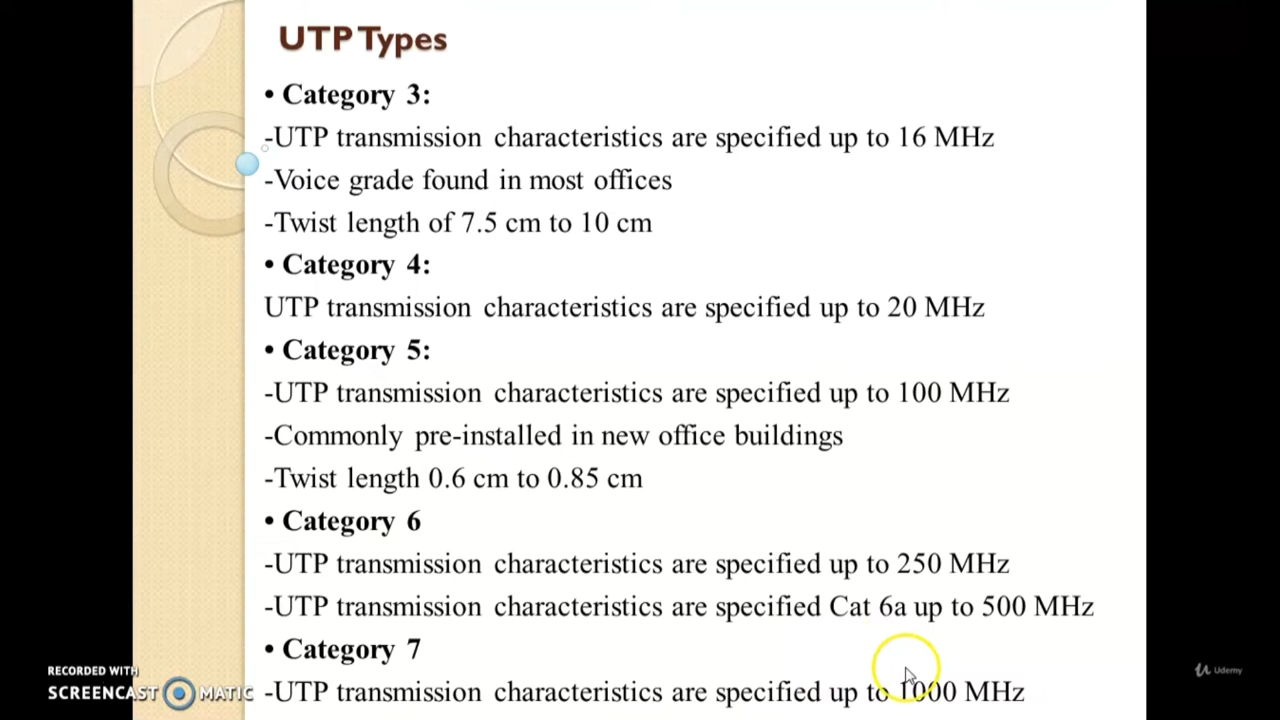 UTP Types
• Category 3:
-UTP transmission characteristics are specified up to 16 MHz
-Voice grade found in most offices
-Twist length of 7.5 cm to 10 cm
• Category 4:
UTP transmission characteristics are specified up to 20 MHz
• Category 5:
-UTP transmission characteristics are specified up to 100 MHz
-Commonly pre-installed in new office buildings
-Twist length 0.6 cm to 0.85 cm
• Category 6
-UTP transmission characteristics are specified up to 250 MHz
-UTP transmission characteristics are specified Cat 6a up to 500 MHz
• Category 7
-UTP transmission characteristics are specified up to 1000 MHz
RECORDED WITH
SCREENCAST MATIC
Udemy